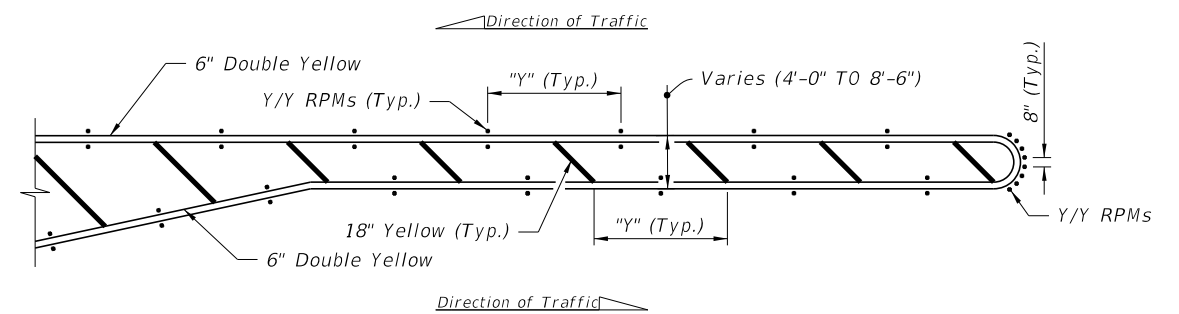 Direction of Traffic
6" Double Yellow
"Y" (Typ.)
Varies (4'-0" TO 8'-6")
Y/Y RPMs (Typ.)
8" (Typ.)
18" Yellow (Typ.)
"Y" (Typ.)
Y/Y RPMs
6" Double Yellow
Direction of Traffic